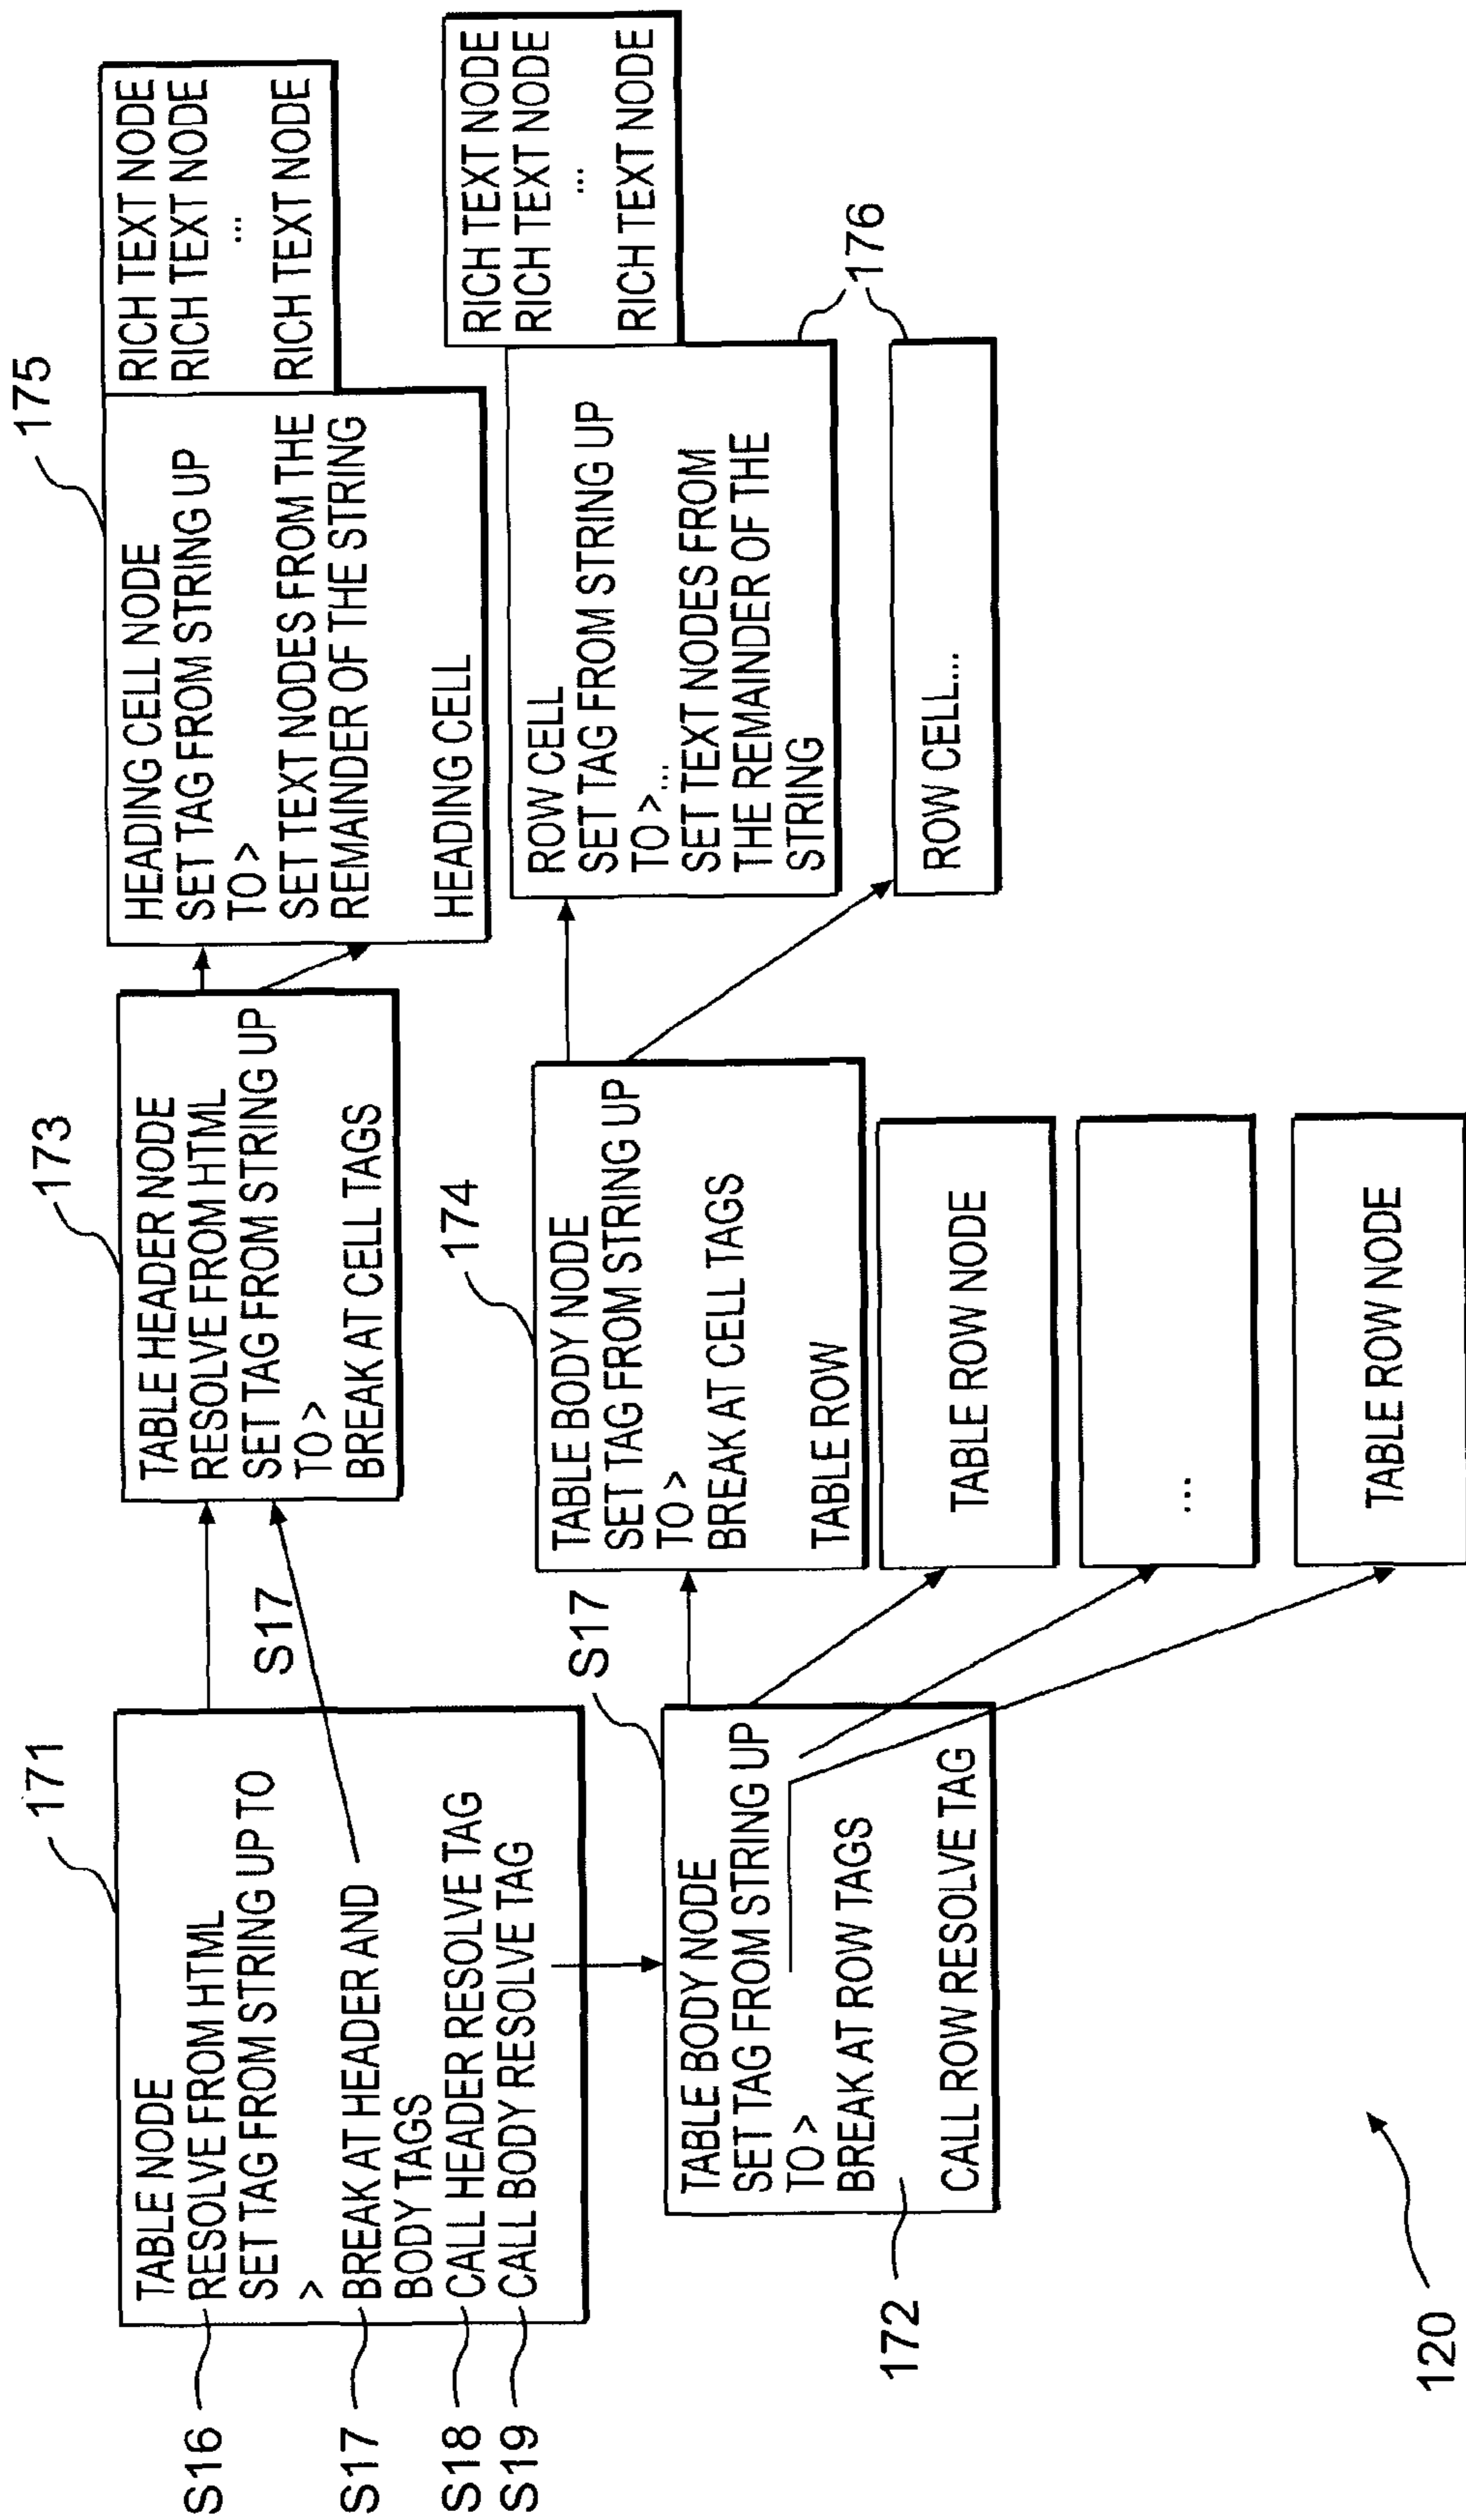 171
S16
S17
S18
S19
TABLE NODE
RESOLVE FROM HTML
SET TAG FROM STRING UP TO
>
BREAK AT HEADER AND
BODY TAGS
CALL HEADER RESOLVE TAG
CALL BODY RESOLVE TAG
S17
173
TABLE HEADER NODE
RESOLVE FROM HTML
SET TAG FROM STRING UP
TO >
BREAK AT CELL TAGS
175
HEADING CELL NODE
SET TAG FROM STRING UP
TO >
SET TEXT NODES FROM THE
REMAINDER OF THE STRING
HEADING CELL
RICH TEXT NODE
RICH TEXT NODE
...
RICH TEXT NODE
172
S17
TABLE BODY NODE
SET TAG FROM STRING UP
TO >
BREAK AT ROW TAGS
CALL ROW RESOLVE TAG
174
TABLE BODY NODE
SET TAG FROM STRING UP
TO >
BREAK AT CELL TAGS
TABLE ROW
TABLE ROW NODE
...
TABLE ROW NODE
ROW CELL
SET TAG FROM STRING UP
TO >...
SET TEXT NODES FROM
THE REMAINDER OF THE
STRING
RICH TEXT NODE
RICH TEXT NODE
...
RICH TEXT NODE
176
ROW CELL...
120